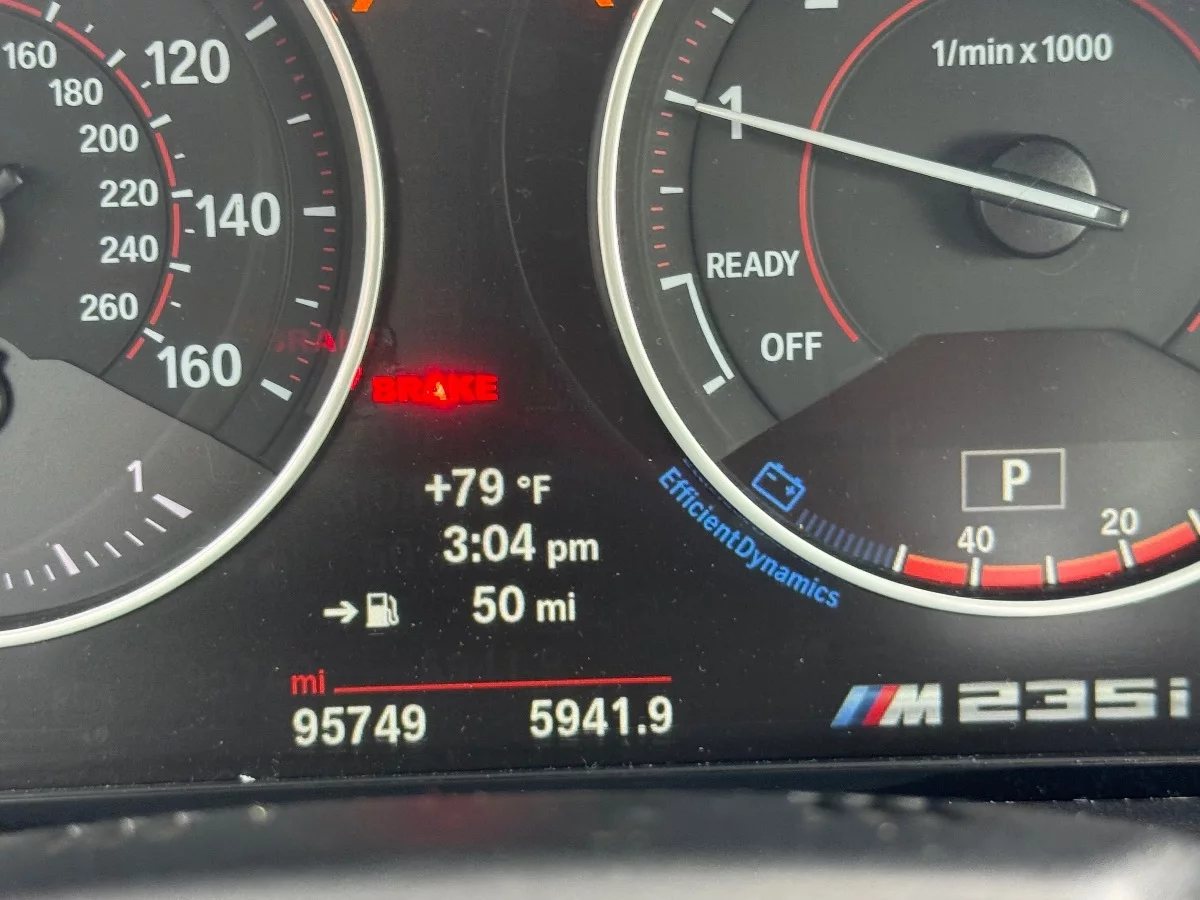 160
180
200
220
240
260
120
140
160
1
BRAKE
+79 °F
3:04 pm
50 mi
mi
95749 5941.9
1/min x 1000
1
READY
OFF
P
40 20
EfficientDynamics
M235i